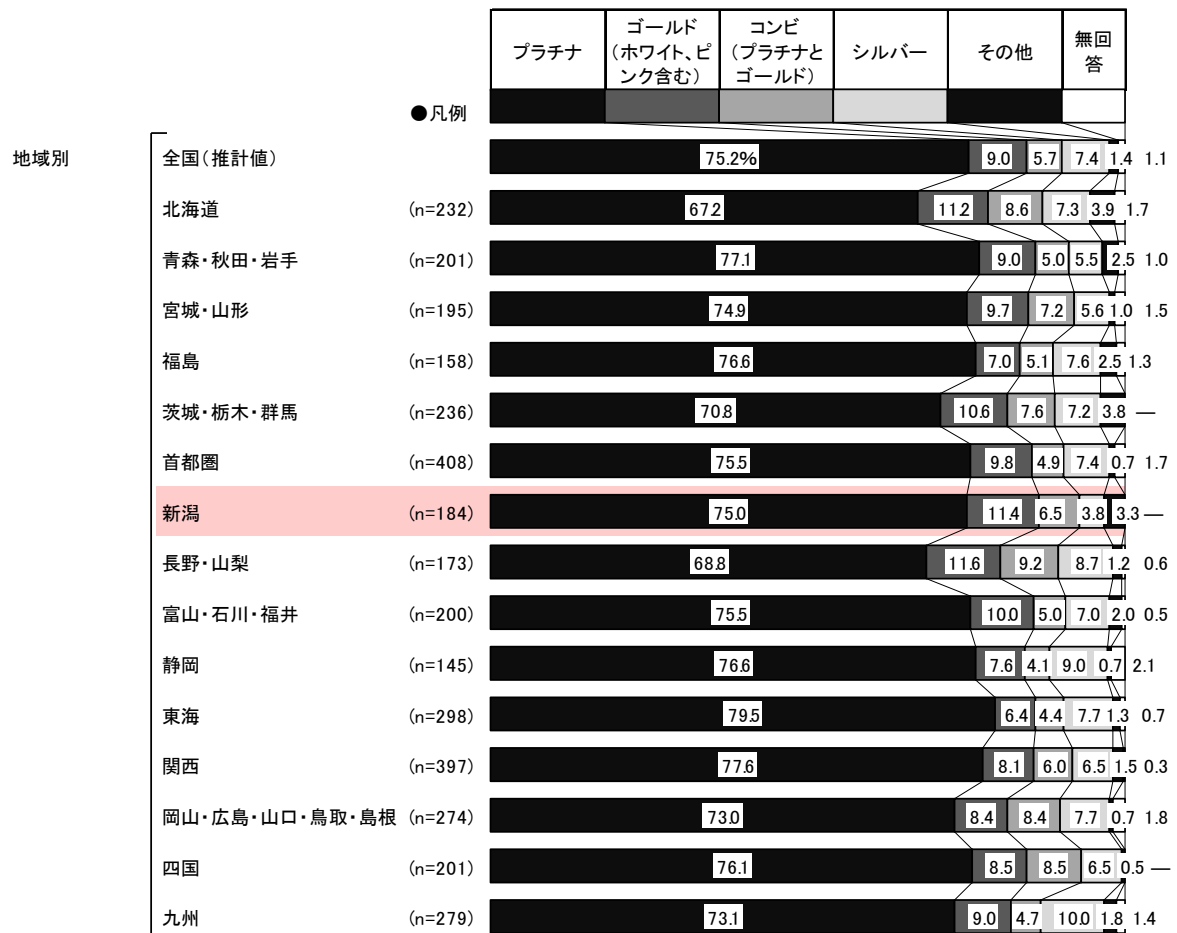 プラチナ
ゴールド
(ホワイト、ピ
ンク含む)
コンビ
(プラチナと
ゴールド)
シルバー
その他
無回
答
●凡例
地域別
全国(推計値) 75.2% 9.0 5.7 7.4 1.4 1.1
北海道 (n=232) 67.2 11.2 8.6 7.3 3.9 1.7
青森・秋田・岩手 (n=201) 77.1 9.0 5.0 5.5 2.5 1.0
宮城・山形 (n=195) 74.9 9.7 7.2 5.6 1.0 1.5
福島 (n=158) 76.6 7.0 5.1 7.6 2.5 1.3
茨城・栃木・群馬 (n=236) 70.8 10.6 7.6 7.2 3.8 —
首都圏 (n=408) 75.5 9.8 4.9 7.4 0.7 1.7
新潟 (n=184) 75.0 11.4 6.5 3.8 3.3 —
長野・山梨 (n=173) 68.8 11.6 9.2 8.7 1.2 0.6
富山・石川・福井 (n=200) 75.5 10.0 5.0 7.0 2.0 0.5
静岡 (n=145) 76.6 7.6 4.1 9.0 0.7 2.1
東海 (n=298) 79.5 6.4 4.4 7.7 1.3 0.7
関西 (n=397) 77.6 8.1 6.0 6.5 1.5 0.3
岡山・広島・山口・鳥取・島根 (n=274) 73.0 8.4 8.4 7.7 0.7 1.8
四国 (n=201) 76.1 8.5 8.5 6.5 0.5 —
九州 (n=279) 73.1 9.0 4.7 10.0 1.8 1.4